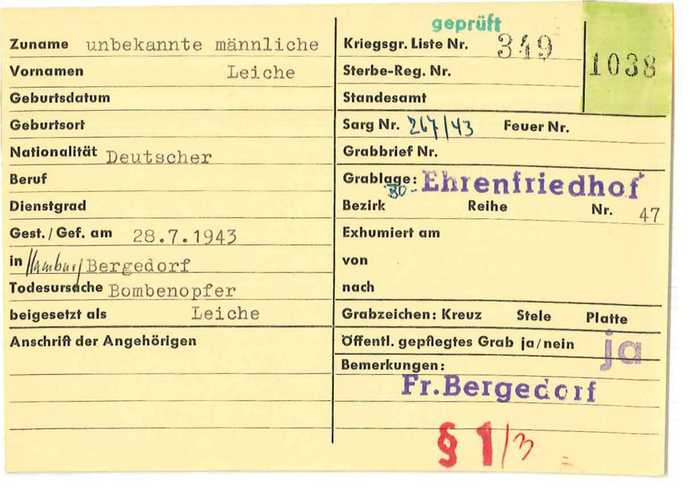 geprüft
Zuname unbekannte männliche
Vornamen Leiche
Geburtsdatum
Geburtsort
Nationalität Deutscher
Beruf
Dienstgrad
Gest./Gef. am 28.7.1943
in Hamburg Bergedorf
Todesursache Bombenopfer
beigesetzt als Leiche
Anschrift der Angehörigen
Kriegsgr. Liste Nr. 349
1038
Sterbe-Reg. Nr.
Standesamt
Sarg Nr. 267/43 Feuer Nr.
Grabbrief Nr.
Grablage: Ehrenfriedhof
Bezirk Reihe Nr. 47
Exhumiert am
von
nach
Grabzeichen: Kreuz Stele Platte
Öffentl. gepflegtes Grab ja/nein ja
Bemerkungen:
Fr.Bergedorf
§ 1/3